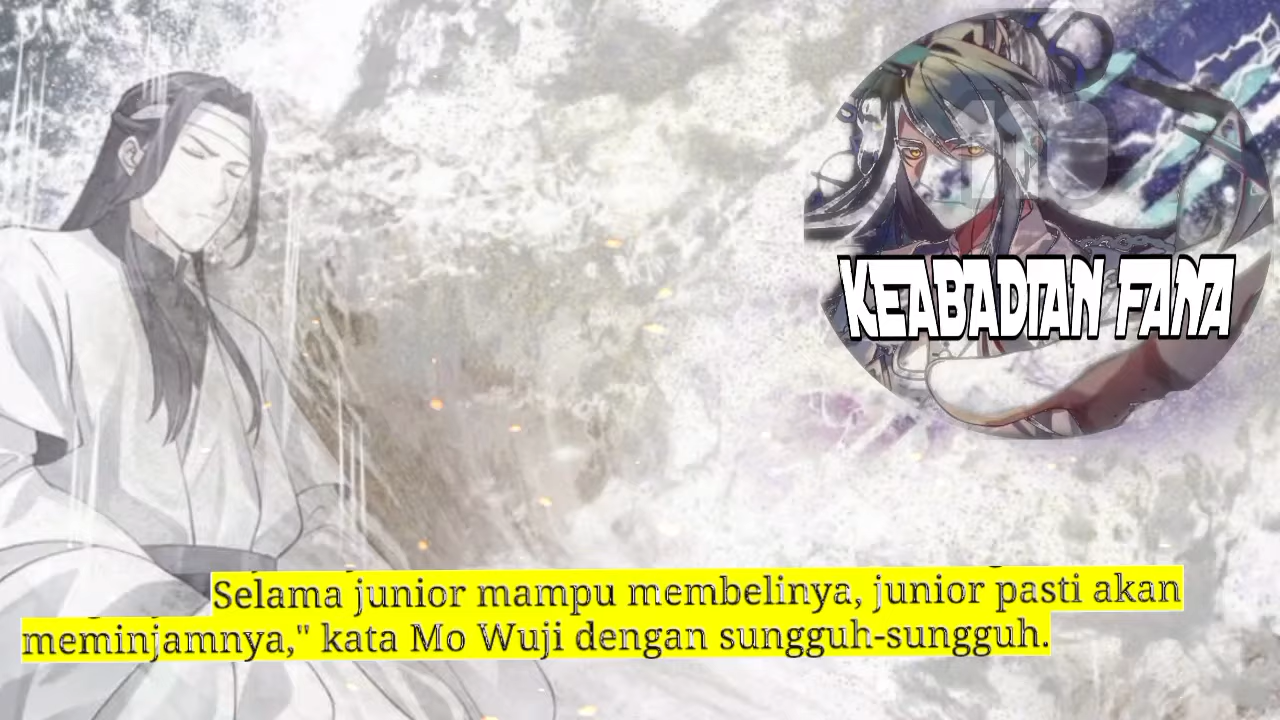 KEABADIAN FANA
Selama junior mampu membelinya, junior pasti akan
meminjamnya," kata Mo Wuji dengan sungguh-sungguh.